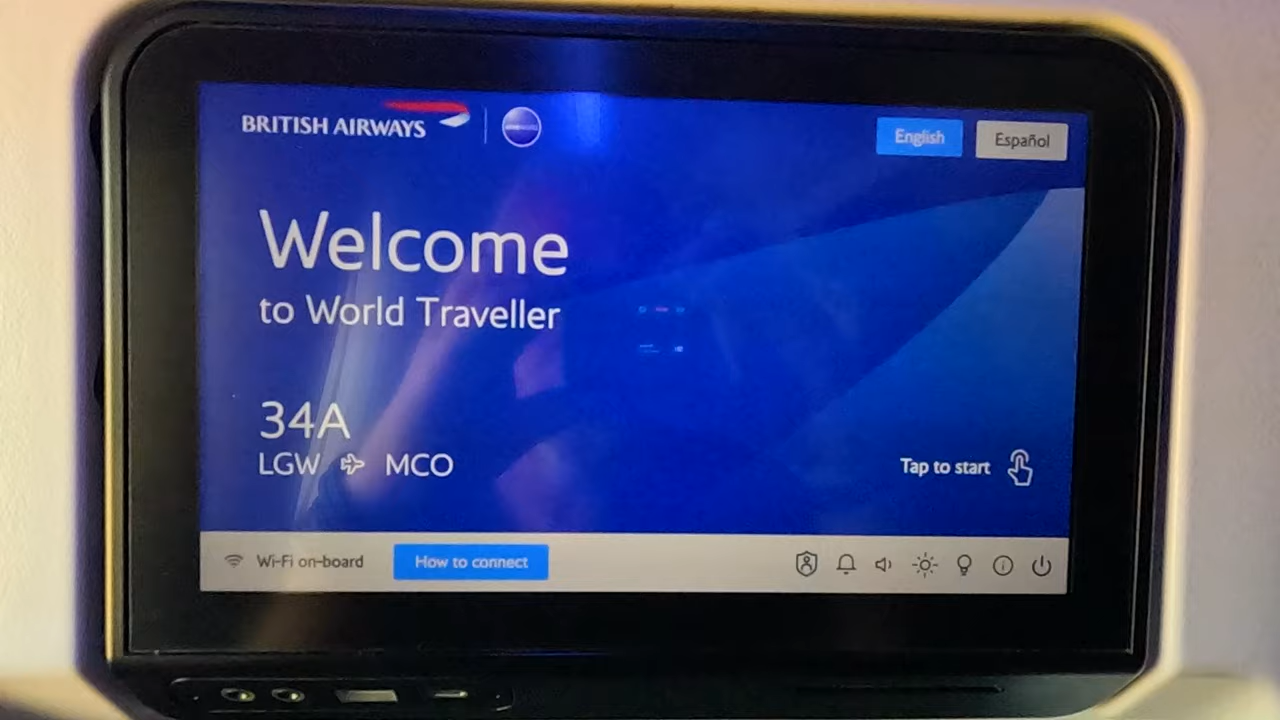 BRITISH AIRWAYS
English
Español
Welcome
to World Traveller
34A
LGW MCO
Tap to start
Wi-Fi on-board
How to connect